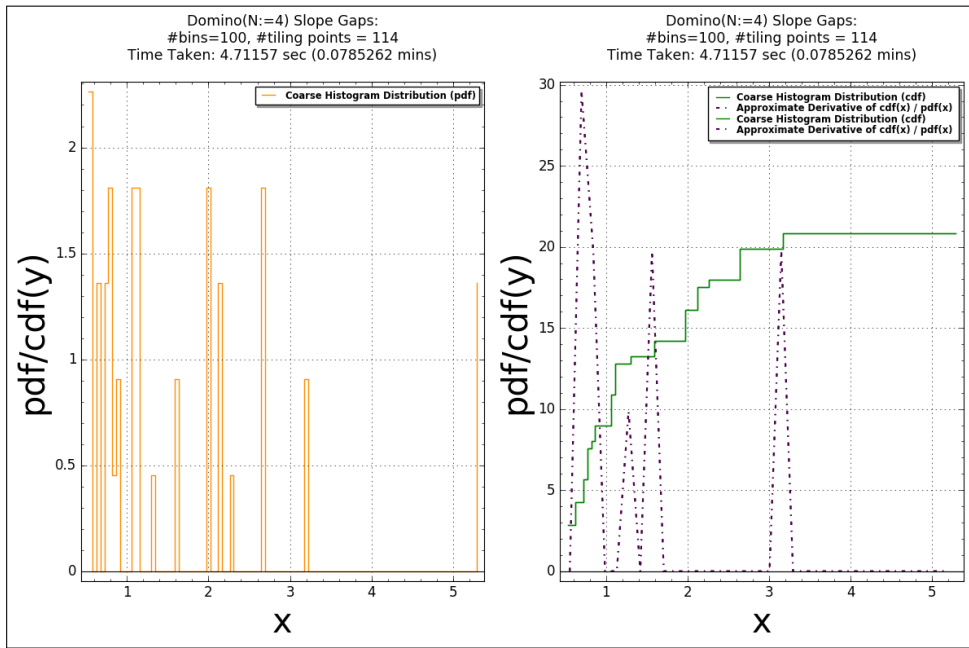 Domino(N:=4) Slope Gaps:
#bins=100, #tiling points = 114
Time Taken: 4.71157 sec (0.0785262 mins)
Coarse Histogram Distribution (pdf)
pdf/cdf(y)
2
1.5
1
0.5
0
1 2 3 4 5
x
Domino(N:=4) Slope Gaps:
#bins=100, #tiling points = 114
Time Taken: 4.71157 sec (0.0785262 mins)
Coarse Histogram Distribution (cdf)
Approximate Derivative of cdf(x) / pdf(x)
Coarse Histogram Distribution (cdf)
Approximate Derivative of cdf(x) / pdf(x)
pdf/cdf(y)
30
25
20
15
10
5
0
1 2 3 4 5
x